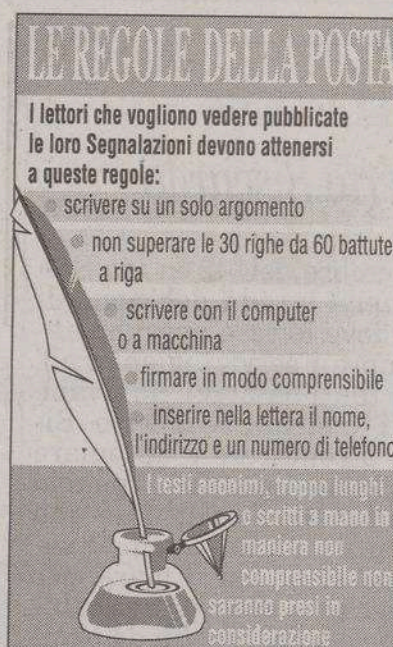 LE REGOLE DELLA POSTA
I lettori che vogliono vedere pubblicate
le loro Segnalazioni devono attenersi
a queste regole:
scrivere su un solo argomento
non superare le 30 righe da 60 battute
a riga
scrivere con il computer
o a macchina
firmare in modo comprensibile
inserire nella lettera il nome,
l'indirizzo e un numero di telefono
I testi anonimi, troppo lunghi
o scritti a mano in
maniera non
comprensibile non
saranno presi in
considerazione